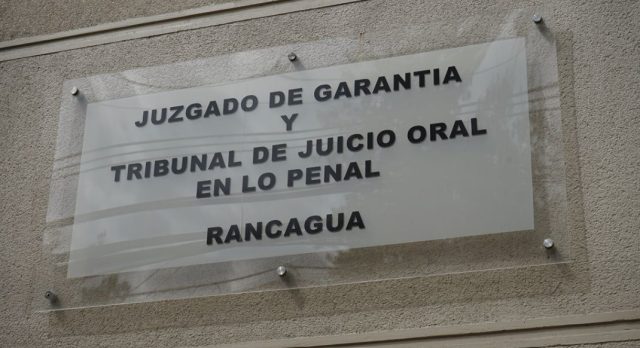 JUZGADO DE GARANTIA
Y
TRIBUNAL DE JUICIO ORAL
EN LO PENAL
RANCAGUA